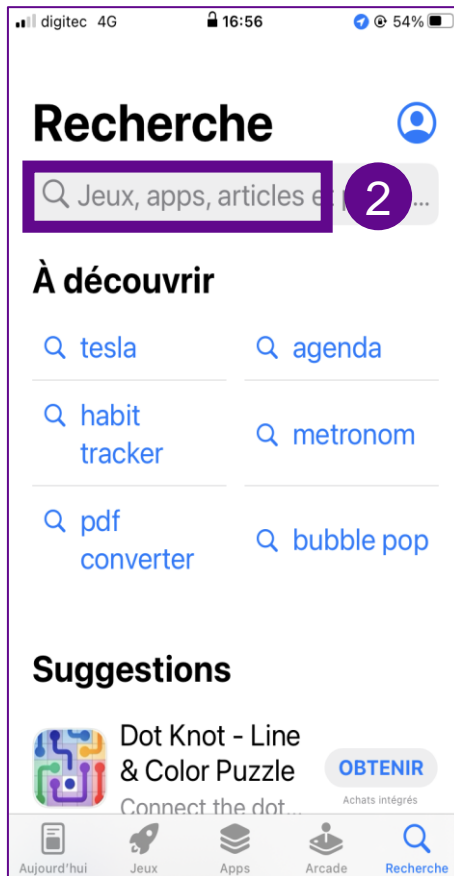 digitec 4G 16:56 54%
Recherche
Jeux, apps, articles et ...
2
À découvrir
tesla agenda
habit
tracker
metronom
pdf
converter
bubble pop
Suggestions
Dot Knot - Line
& Color Puzzle
OBTENIR
Connect the dot...
Achats intégrés
Aujourd'hui Jeux Apps Arcade Recherche